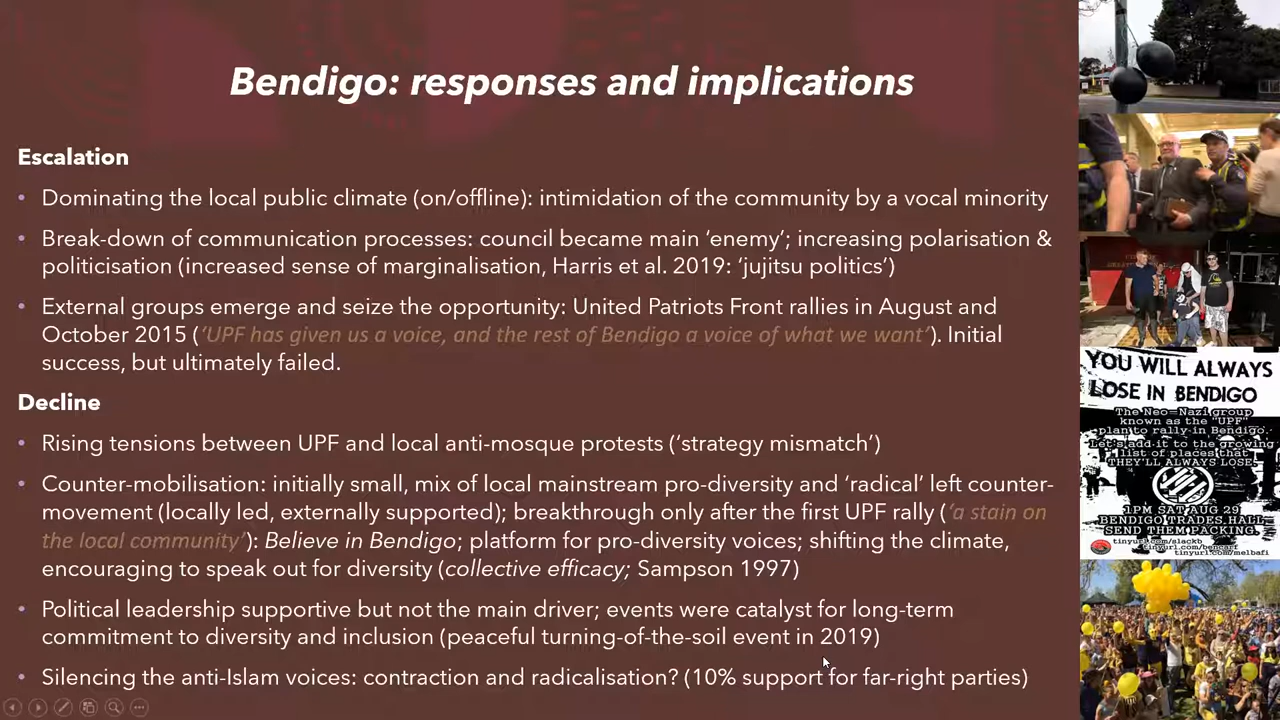 Bendigo: responses and implications
Escalation
• Dominating the local public climate (on/offline): intimidation of the community by a vocal minority
• Break-down of communication processes: council became main ‘enemy’; increasing polarisation &
politicisation (increased sense of marginalisation, Harris et al. 2019: ‘jujitsu politics’)
• External groups emerge and seize the opportunity: United Patriots Front rallies in August and
October 2015 (‘UPF has given us a voice, and the rest of Bendigo a voice of what we want’). Initial
success, but ultimately failed.
Decline
• Rising tensions between UPF and local anti-mosque protests (‘strategy mismatch’)
• Counter-mobilisation: initially small, mix of local mainstream pro-diversity and ‘radical’ left counter-
movement (locally led, externally supported); breakthrough only after the first UPF rally (‘a stain on
the local community’): Believe in Bendigo; platform for pro-diversity voices; shifting the climate,
encouraging to speak out for diversity (collective efficacy; Sampson 1997)
• Political leadership supportive but not the main driver; events were catalyst for long-term
commitment to diversity and inclusion (peaceful turning-of-the-soil event in 2019)
• Silencing the anti-Islam voices: contraction and radicalisation? (10% support for far-right parties)
YOU WILL ALWAYS
LOSE IN BENDIGO
The Neo-Nazi group
known as the "UPF"
plan to rally in Bendigo.
Let's add it to the growing
list of places that
THEY'LL ALWAYS LOSE.
1PM SAT AUG 29
BENDIGO TRADES HALL
SEND THEM PACKING.
tinyurl.com/slackb
tinyurl.com/bencarf
tinyurl.com/melbafi